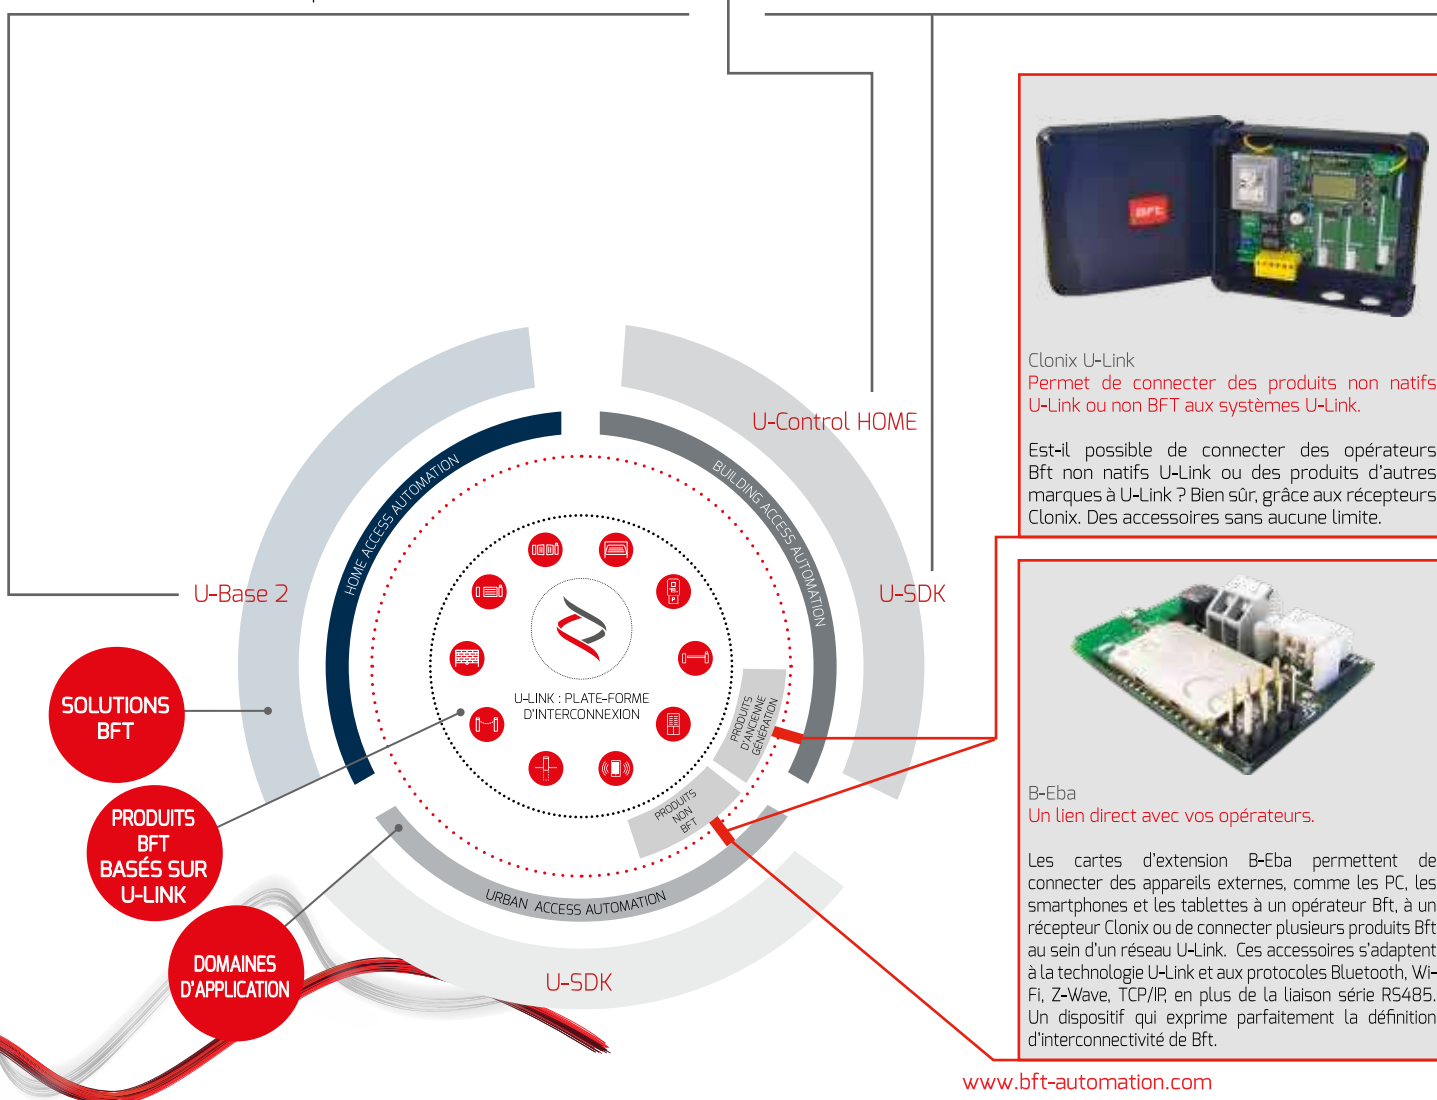 BFT
Clonix U-Link
Permet de connecter des produits non natifs
U-Link ou non BFT aux systèmes U-Link.
Est-il possible de connecter des opérateurs
Bft non natifs U-Link ou des produits d'autres
marques à U-Link ? Bien sûr, grâce aux récepteurs
Clonix. Des accessoires sans aucune limite.
U-Control HOME
HOME ACCESS AUTOMATION
BUILDING ACCESS AUTOMATION
U-Base 2
U-SDK
P
U-LINK : PLATE-FORME
D'INTERCONNEXION
SOLUTIONS
BFT
PRODUITS
D'ANCIENNE
GÉNÉRATION
PRODUITS
NON
BFT
PRODUITS
BFT
BASÉS SUR
U-LINK
URBAN ACCESS AUTOMATION
DOMAINES
D'APPLICATION
U-SDK
B-Eba
Un lien direct avec vos opérateurs.
Les cartes d'extension B-Eba permettent de
connecter des appareils externes, comme les PC, les
smartphones et les tablettes à un opérateur Bft, à un
récepteur Clonix ou de connecter plusieurs produits Bft
au sein d'un réseau U-Link. Ces accessoires s'adaptent
à la technologie U-Link et aux protocoles Bluetooth, Wi-
Fi, Z-Wave, TCP/IP, en plus de la liaison série RS485.
Un dispositif qui exprime parfaitement la définition
d'interconnectivité de Bft.
www.bft-automation.com